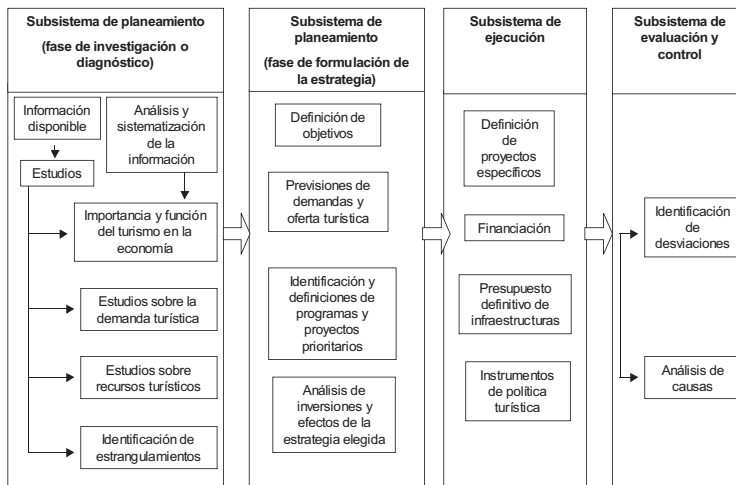 Subsistema de planeamiento
(fase de investigación o
diagnóstico)
Información
disponible
Análisis y
sistematización
de la
información
Estudios
Importancia y función
del turismo en la
economía
Estudios sobre la
demanda turística
Estudios sobre
recursos turísticos
Identificación de
estrangulamientos
Subsistema de
planeamiento
(fase de formulación de
la estrategia)
Definición de
objetivos
Previsiones de
demandas y
oferta turística
Identificación y
definiciones de
programas y
proyectos
prioritarios
Análisis de
inversiones y
efectos de la
estrategia elegida
Subsistema de
ejecución
Definición
de
proyectos
específicos
Financiación
Presupuesto
definitivo de
infraestructuras
Instrumentos
de política
turística
Subsistema de
evaluación y
control
Identificación
de
desviaciones
Análisis de
causas